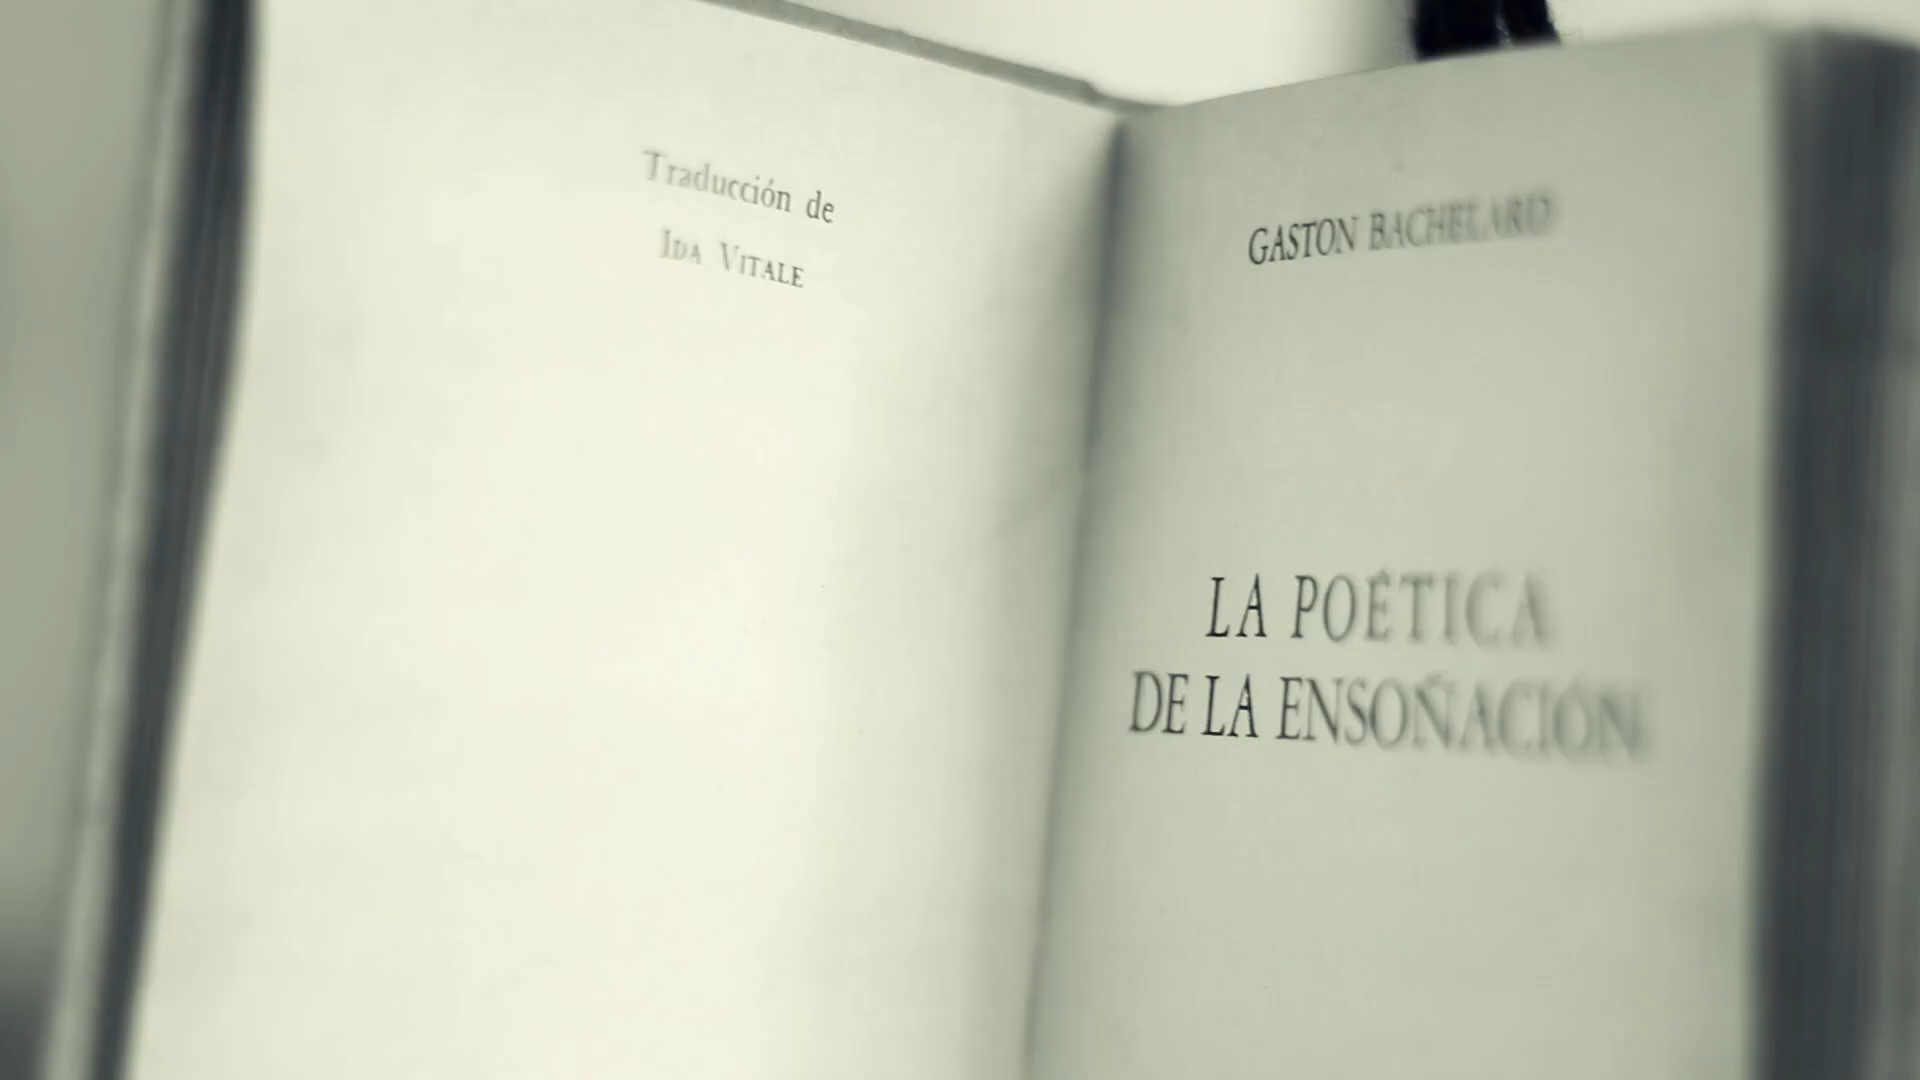 Traducción de
IDA VITALE
GASTON BACHELARD
LA POÉTICA
DE LA ENSOÑACIÓN